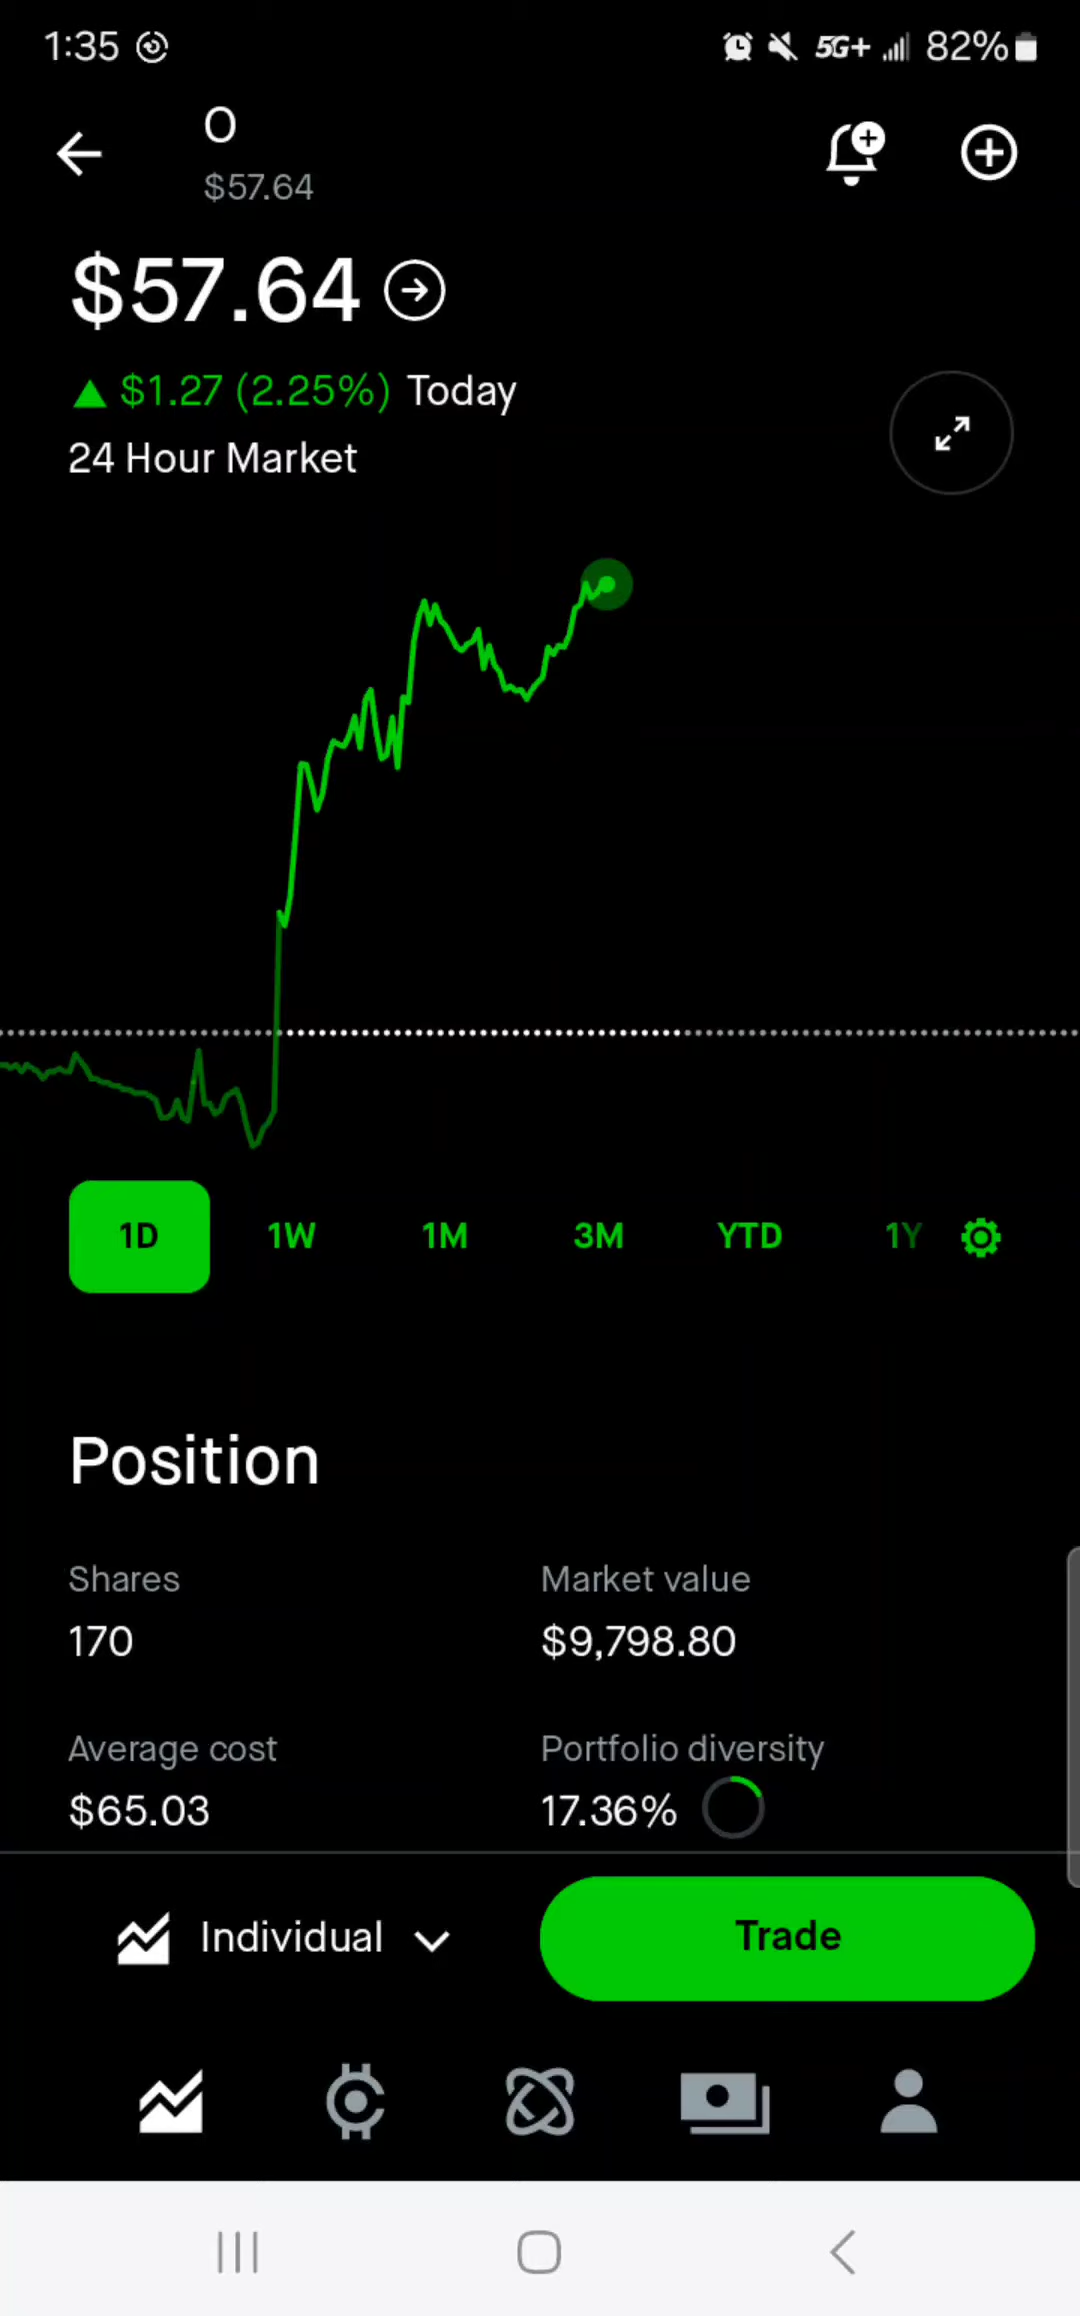 1:35 5G+ 82%
O
$57.64
$57.64
▲ $1.27 (2.25%) Today
24 Hour Market
1D 1W 1M 3M YTD 1Y
Position
Shares Market value
170 $9,798.80
Average cost Portfolio diversity
$65.03 17.36%
Individual Trade